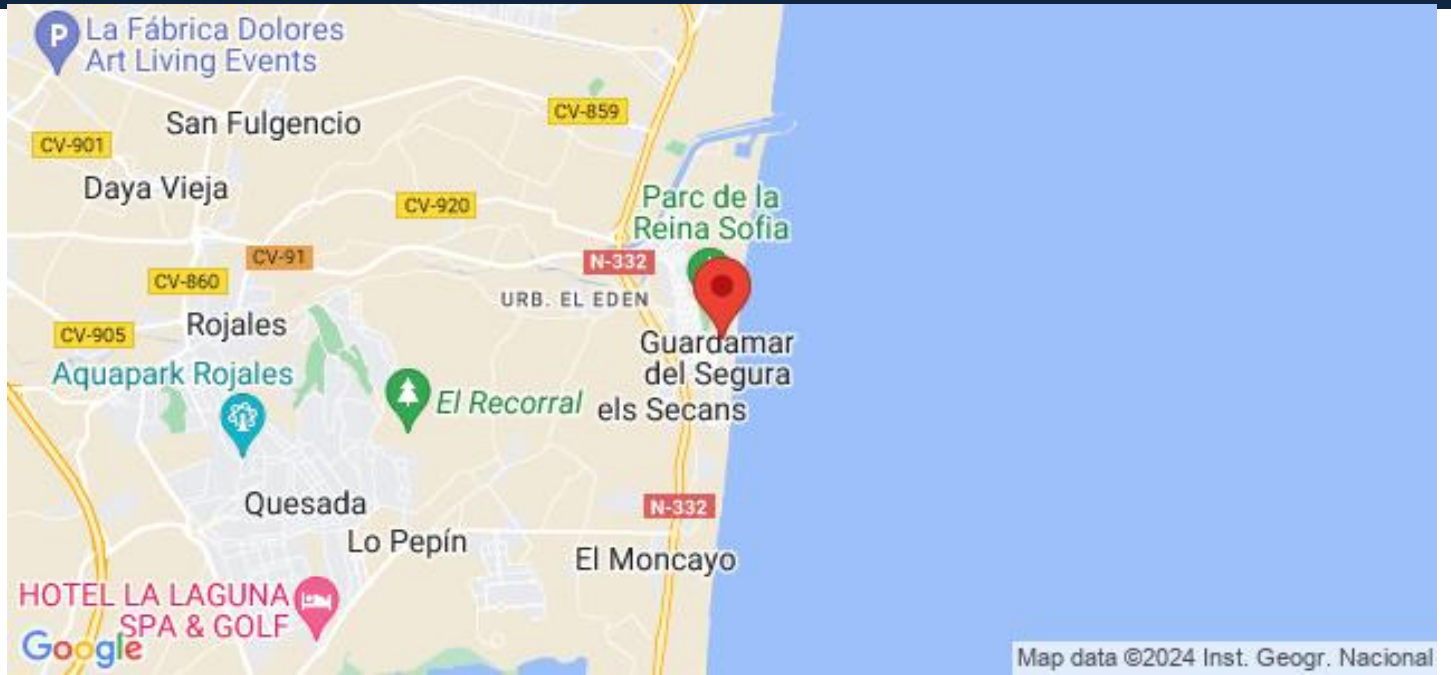 P
La Fábrica Dolores
Art Living Events
San Fulgencio
CV-859
CV-901
Daya Vieja
CV-920
Parc de la
Reina Sofia
CV-91
N-332
CV-860
URB. EL EDEN
CV-905
Rojales
Guardamar
del Segura
Aquapark Rojales
El Recorral
els Secans
Quesada
N-332
Lo Pepín
El Moncayo
HOTEL LA LAGUNA
SPA & GOLF
Google
Map data ©2024 Inst. Geogr. Nacional